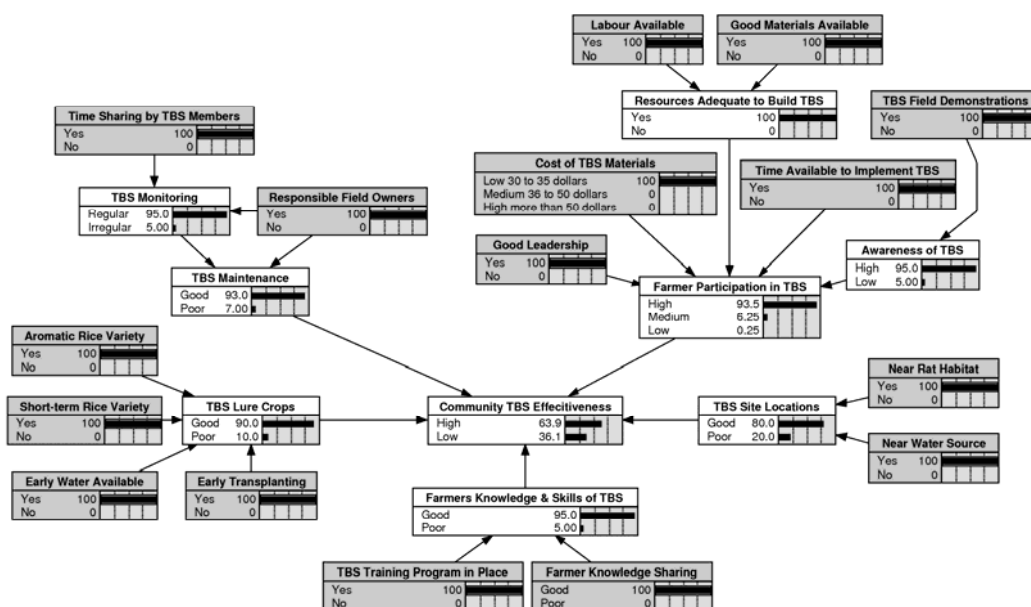 Labour Available
Yes 100
No 0
Good Materials Available
Yes 100
No 0
Resources Adequate to Build TBS
Yes 100
No 0
TBS Field Demonstrations
Yes 100
No 0
Time Sharing by TBS Members
Yes 100
No 0
Cost of TBS Materials
Low 30 to 35 dollars 100
Medium 36 to 50 dollars 0
High more than 50 dollars 0
Time Available to Implement TBS
Yes 100
No 0
TBS Monitoring
Regular 95.0
Irregular 5.00
Responsible Field Owners
Yes 100
No 0
Good Leadership
Yes 100
No 0
Awareness of TBS
High 95.0
Low 5.00
TBS Maintenance
Good 93.0
Poor 7.00
Farmer Participation in TBS
High 93.5
Medium 6.25
Low 0.25
Aromatic Rice Variety
Yes 100
No 0
Near Rat Habitat
Yes 100
No 0
Short-term Rice Variety
Yes 100
No 0
TBS Lure Crops
Good 90.0
Poor 10.0
Community TBS Effecitiveness
High 63.9
Low 36.1
TBS Site Locations
Good 80.0
Poor 20.0
Near Water Source
Yes 100
No 0
Early Water Available
Yes 100
No 0
Early Transplanting
Yes 100
No 0
Farmers Knowledge & Skills of TBS
Good 95.0
Poor 5.00
TBS Training Program in Place
Yes 100
No 0
Farmer Knowledge Sharing
Good 100
Poor 0